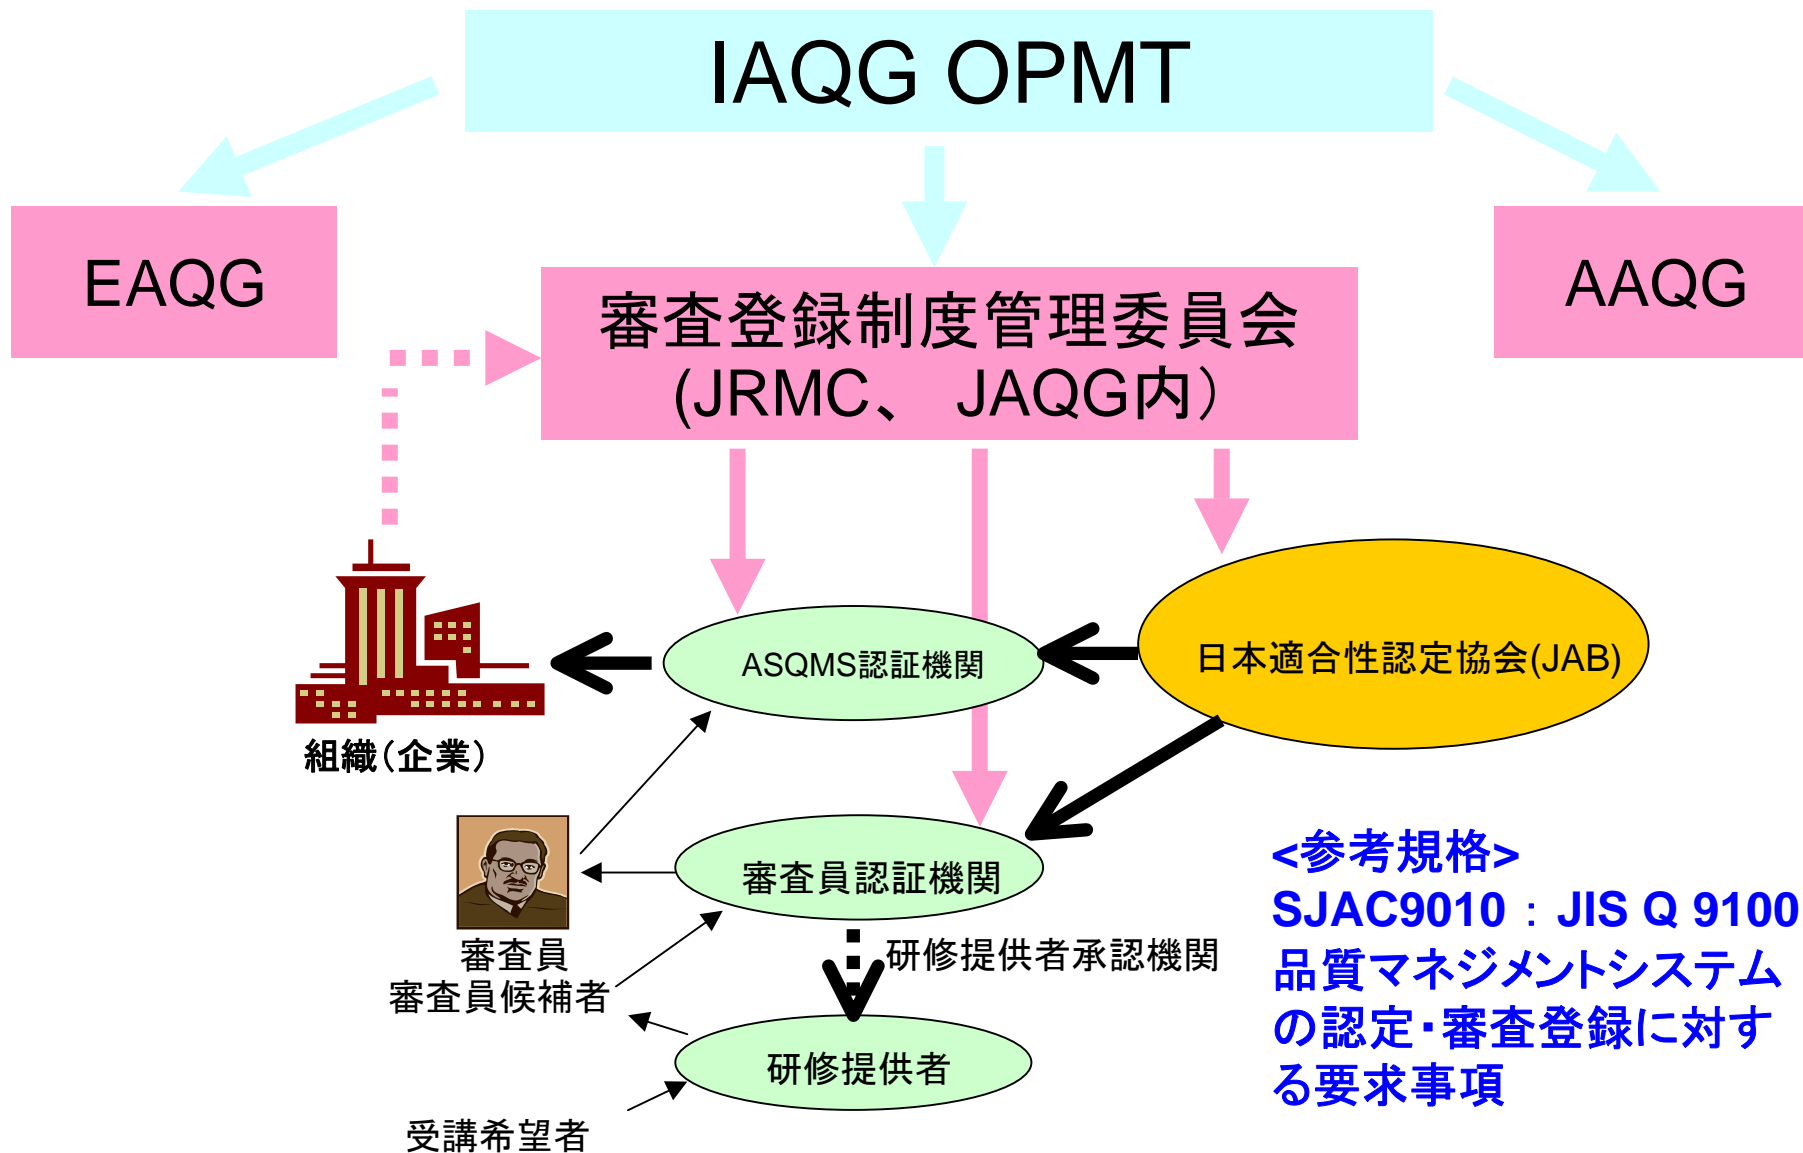 IAQG OPMT
EAQG
AAQG
審査登録制度管理委員会
(JRMC、 JAQG内）
ASQMS認証機関
日本適合性認定協会(JAB)
組織（企業）
審査員認証機関
審査員
審査員候補者
研修提供者承認機関
研修提供者
受講希望者
<参考規格>
SJAC9010：JIS Q 9100
品質マネジメントシステム
の認定・審査登録に対す
る要求事項